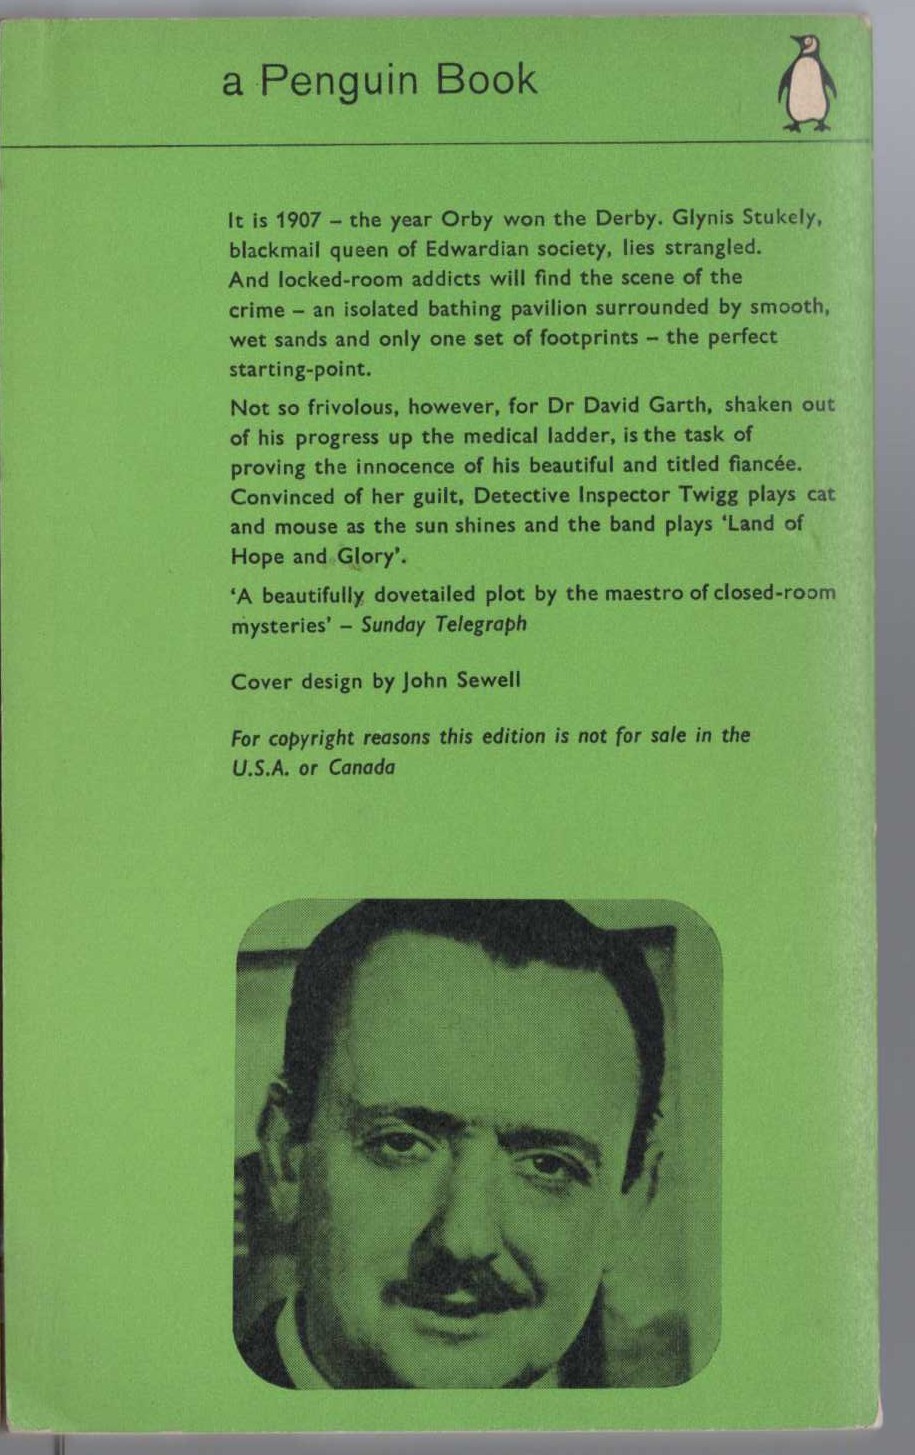 a Penguin Book
It is 1907 – the year Orby won the Derby. Glynis Stukely,
blackmail queen of Edwardian society, lies strangled.
And locked-room addicts will find the scene of the
crime – an isolated bathing pavilion surrounded by smooth,
wet sands and only one set of footprints – the perfect
starting-point.
Not so frivolous, however, for Dr David Garth, shaken out
of his progress up the medical ladder, is the task of
proving the innocence of his beautiful and titled fiancée.
Convinced of her guilt, Detective Inspector Twigg plays cat
and mouse as the sun shines and the band plays ‘Land of
Hope and Glory’.
‘A beautifully dovetailed plot by the maestro of closed-room
mysteries’ – Sunday Telegraph
Cover design by John Sewell
For copyright reasons this edition is not for sale in the
U.S.A. or Canada